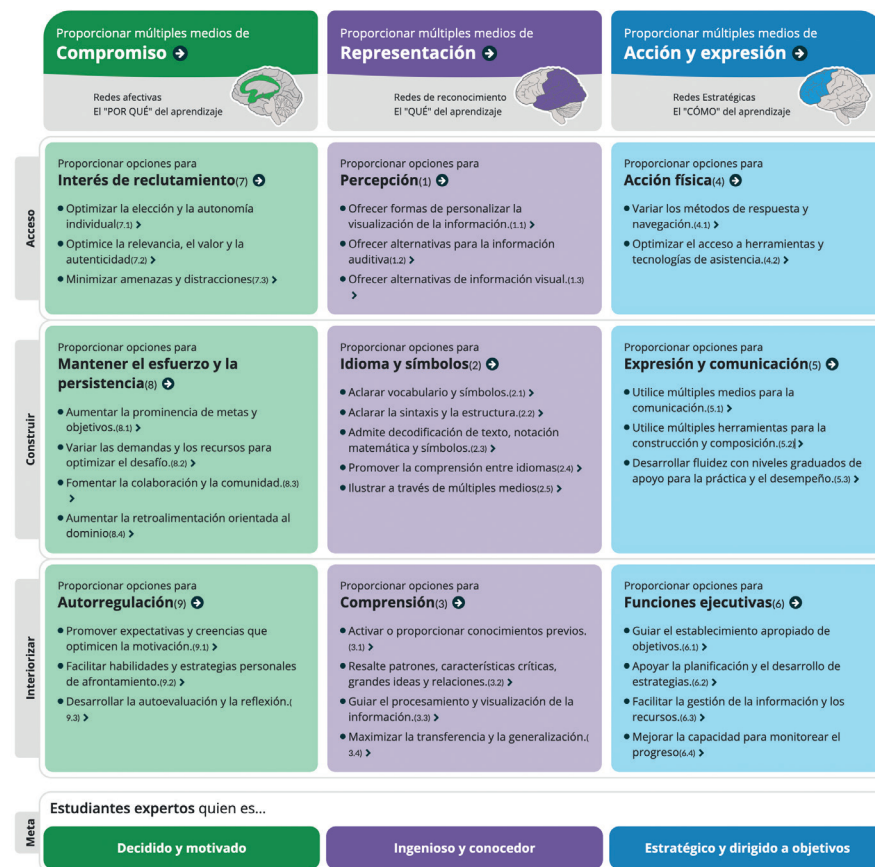 Proporcionar múltiples medios de
Compromiso
Redes afectivas
El "POR QUÉ" del aprendizaje
Proporcionar múltiples medios de
Representación
Redes de reconocimiento
El "QUÉ" del aprendizaje
Proporcionar múltiples medios de
Acción y expresión
Redes Estratégicas
El "CÓMO" del aprendizaje
Acceso
Proporcionar opciones para
Interés de reclutamiento(7)
• Optimizar la elección y la autonomía
individual(7.1) >
• Optimice la relevancia, el valor y la
autenticidad(7.2) >
• Minimizar amenazas y distracciones(7.3) >
Proporcionar opciones para
Percepción(1)
• Ofrecer formas de personalizar la
visualización de la información.(1.1) >
• Ofrecer alternativas para la información
auditiva(1.2) >
• Ofrecer alternativas de información visual.(1.3)
>
Proporcionar opciones para
Acción física(4)
• Variar los métodos de respuesta y
navegación.(4.1) >
• Optimizar el acceso a herramientas y
tecnologías de asistencia.(4.2) >
Construir
Proporcionar opciones para
Mantener el esfuerzo y la
persistencia(8)
• Aumentar la prominencia de metas y
objetivos.(8.1) >
• Variar las demandas y los recursos para
optimizar el desafío.(8.2) >
• Fomentar la colaboración y la comunidad.(8.3)
>
• Aumentar la retroalimentación orientada al
dominio(8.4) >
Proporcionar opciones para
Idioma y símbolos(2)
• Aclarar vocabulario y símbolos.(2.1) >
• Aclarar la sintaxis y la estructura.(2.2) >
• Admite decodificación de texto, notación
matemática y símbolos.(2.3) >
• Promover la comprensión entre idiomas(2.4) >
• Ilustrar a través de múltiples medios(2.5) >
Proporcionar opciones para
Expresión y comunicación(5)
• Utilice múltiples medios para la
comunicación.(5.1) >
• Utilice múltiples herramientas para la
construcción y composición.(5.2) >
• Desarrollar fluidez con niveles graduados de
apoyo para la práctica y el desempeño.(5.3) >
Interiorizar
Proporcionar opciones para
Autorregulación(9)
• Promover expectativas y creencias que
optimicen la motivación.(9.1) >
• Facilitar habilidades y estrategias personales
de afrontamiento.(9.2) >
• Desarrollar la autoevaluación y la reflexión.(
9.3) >
Proporcionar opciones para
Comprensión(3)
• Activar o proporcionar conocimientos previos.
(3.1) >
• Resalte patrones, características críticas,
grandes ideas y relaciones.(3.2) >
• Guiar el procesamiento y visualización de la
información.(3.3) >
• Maximizar la transferencia y la generalización.(
3.4) >
Proporcionar opciones para
Funciones ejecutivas(6)
• Guiar el establecimiento apropiado de
objetivos.(6.1) >
• Apoyar la planificación y el desarrollo de
estrategias.(6.2) >
• Facilitar la gestión de la información y los
recursos.(6.3) >
• Mejorar la capacidad para monitorear el
progreso(6.4) >
Meta
Estudiantes expertos quien es...
Decidido y motivado
Ingenioso y conocedor
Estratégico y dirigido a objetivos